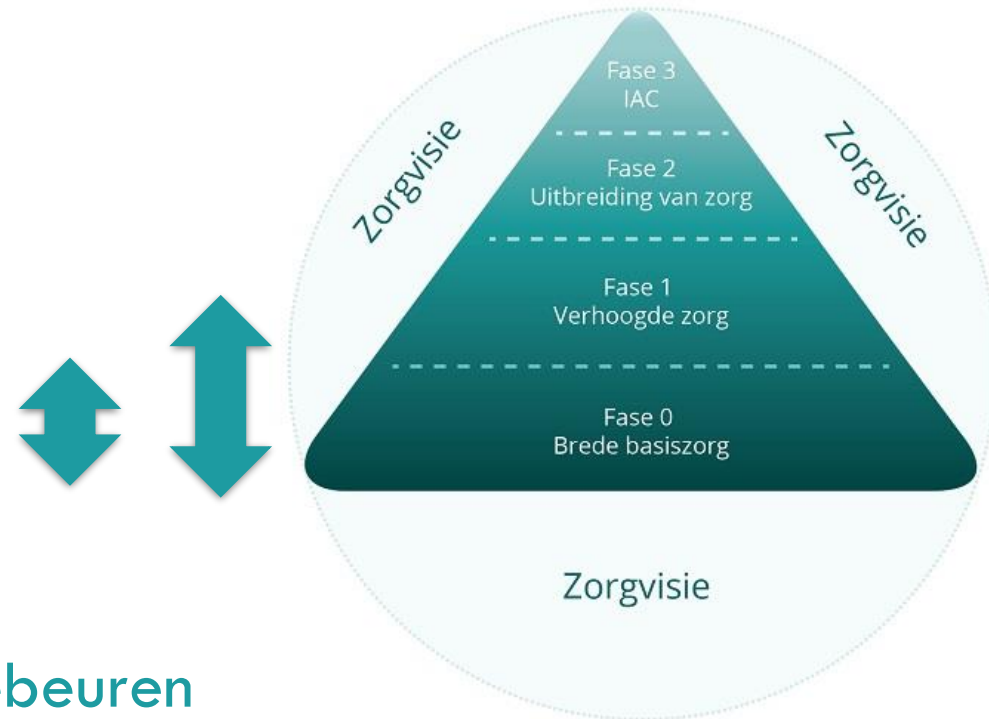 Fase 3
IAC
Zorgvisie
Zorgvisie
Fase 2
Uitbreiding van zorg
Fase 1
Verhoogde zorg
Fase 0
Brede basiszorg
Zorgvisie
beuren